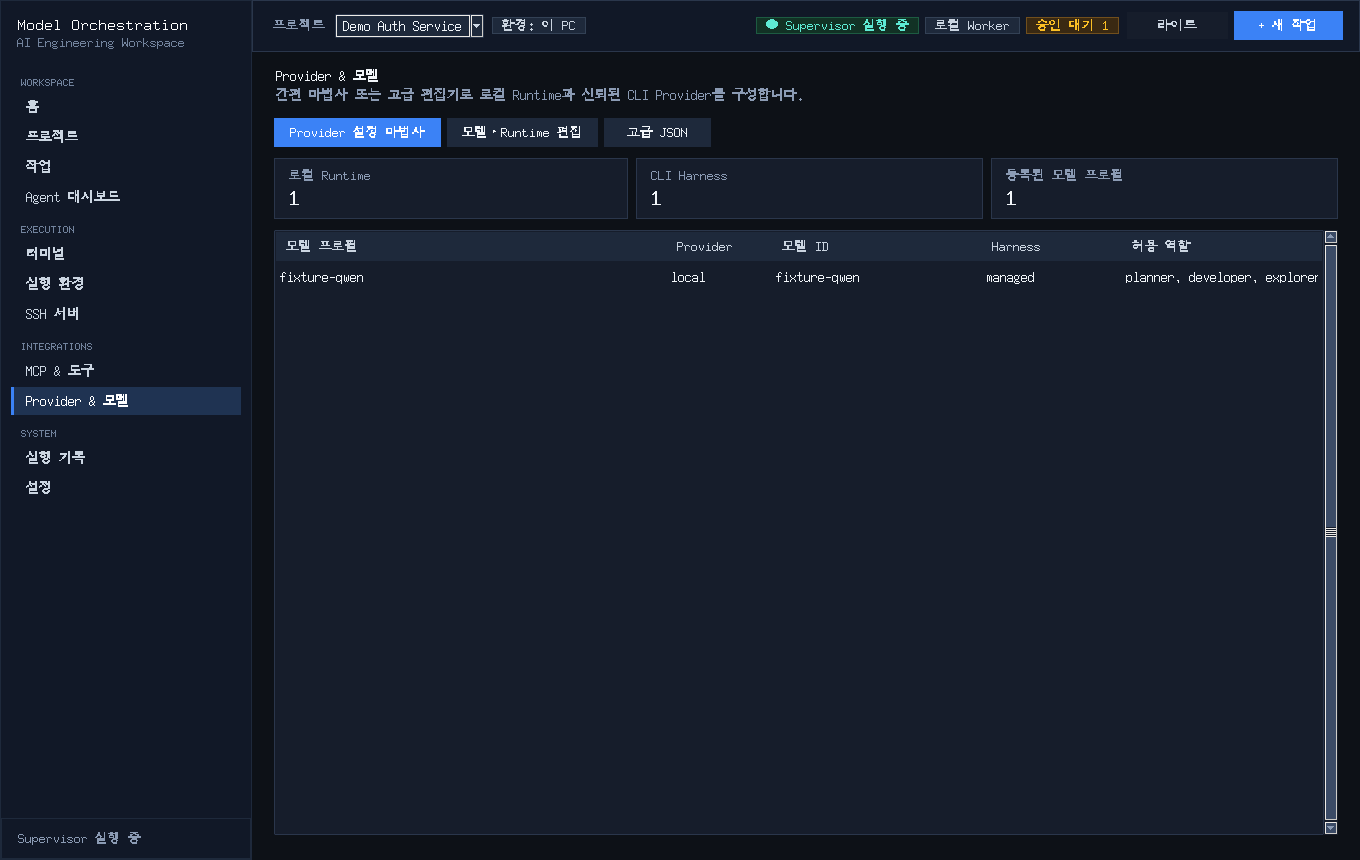 Model Orchestration
AI Engineering Workspace
WORKSPACE
홈
프로젝트
작업
Agent 대시보드
EXECUTION
터미널
실행 환경
SSH 서버
INTEGRATIONS
MCP & 도구
Provider & 모델
SYSTEM
실행 기록
설정
Supervisor 실행 중
프로젝트 Demo Auth Service 환경: 이 PC Supervisor 실행 중 로컬 Worker 승인 대기 1 라이트 + 새 작업
Provider & 모델
간편 마법사 또는 고급 편집기로 로컬 Runtime과 신뢰된 CLI Provider를 구성합니다.
Provider 설정 마법사 모델·Runtime 편집 고급 JSON
로컬 Runtime
1
CLI Harness
1
등록된 모델 프로필
1
모델 프로필 Provider 모델 ID Harness 허용 역할
fixture-qwen local fixture-qwen managed planner, developer, explorer